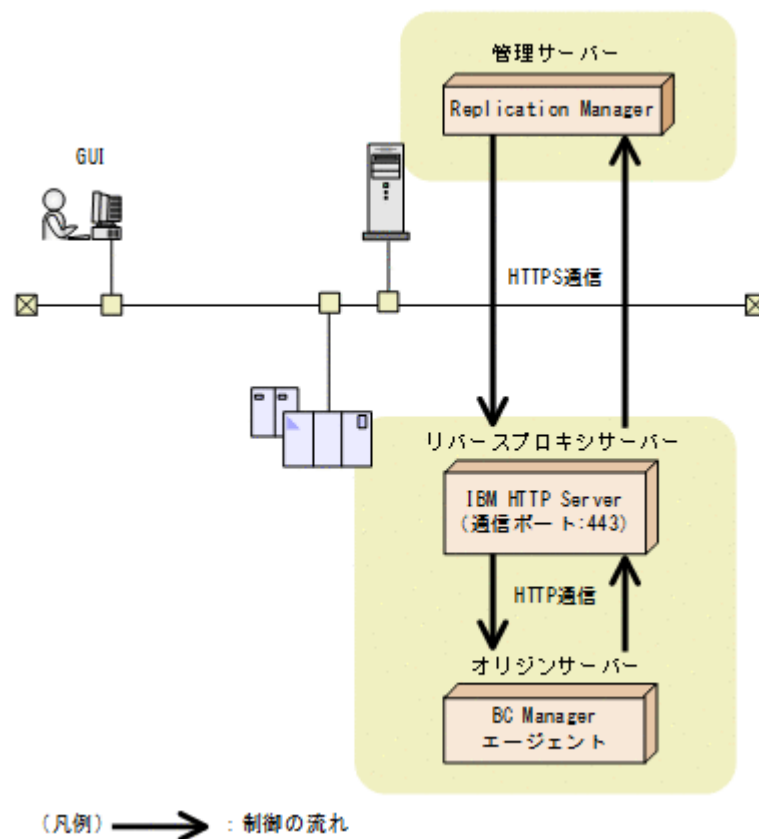 管理サーバー
Replication Manager
GUI
HTTPS通信
リバースプロキシサーバー
IBM HTTP Server
(通信ポート:443)
HTTP通信
オリジンサーバー
BC Manager
エージェント
(凡例) :制御の流れ